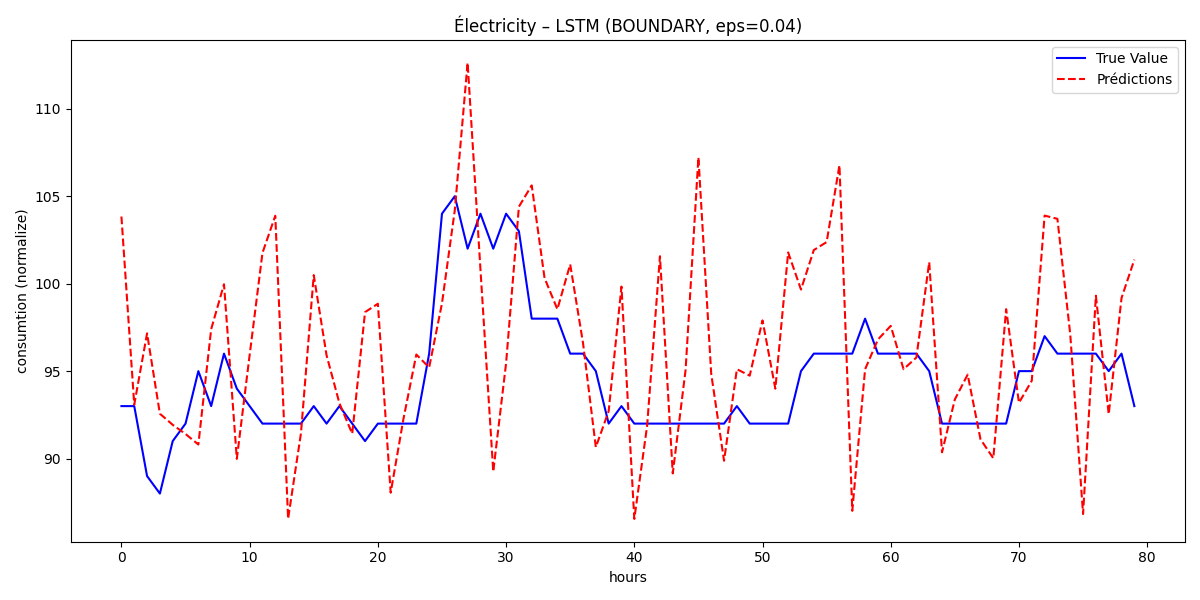 Électricity – LSTM (BOUNDARY, eps=0.04)
True Value
Prédictions
consumtion (normalize)
110
105
100
95
90
0 10 20 30 40 50 60 70 80
hours